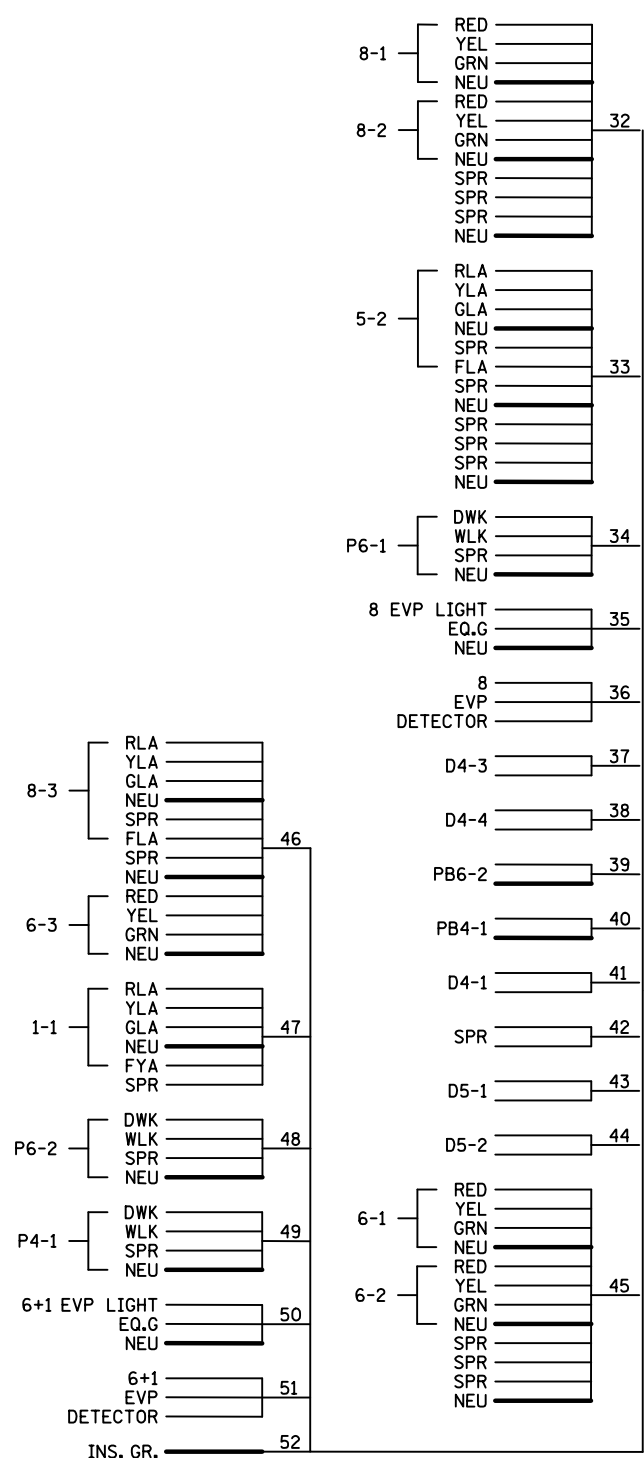 8-1
RED
YEL
GRN
NEU
8-2
RED
YEL
GRN
NEU
SPR
SPR
SPR
NEU
32
5-2
RLA
YLA
GLA
NEU
SPR
FLA
SPR
NEU
SPR
SPR
SPR
NEU
33
P6-1
DWK
WLK
SPR
NEU
34
8 EVP LIGHT
EQ.G
NEU
35
8
EVP
DETECTOR
36
D4-3
37
D4-4
38
PB6-2
39
PB4-1
40
D4-1
41
SPR
42
D5-1
43
D5-2
44
6-1
RED
YEL
GRN
NEU
6-2
RED
YEL
GRN
NEU
SPR
SPR
SPR
NEU
45
8-3
RLA
YLA
GLA
NEU
SPR
FLA
SPR
NEU
6-3
RED
YEL
GRN
NEU
46
1-1
RLA
YLA
GLA
NEU
FYA
SPR
47
P6-2
DWK
WLK
SPR
NEU
48
P4-1
DWK
WLK
SPR
NEU
49
6+1 EVP LIGHT
EQ.G
NEU
50
6+1
EVP
DETECTOR
51
INS. GR.
52